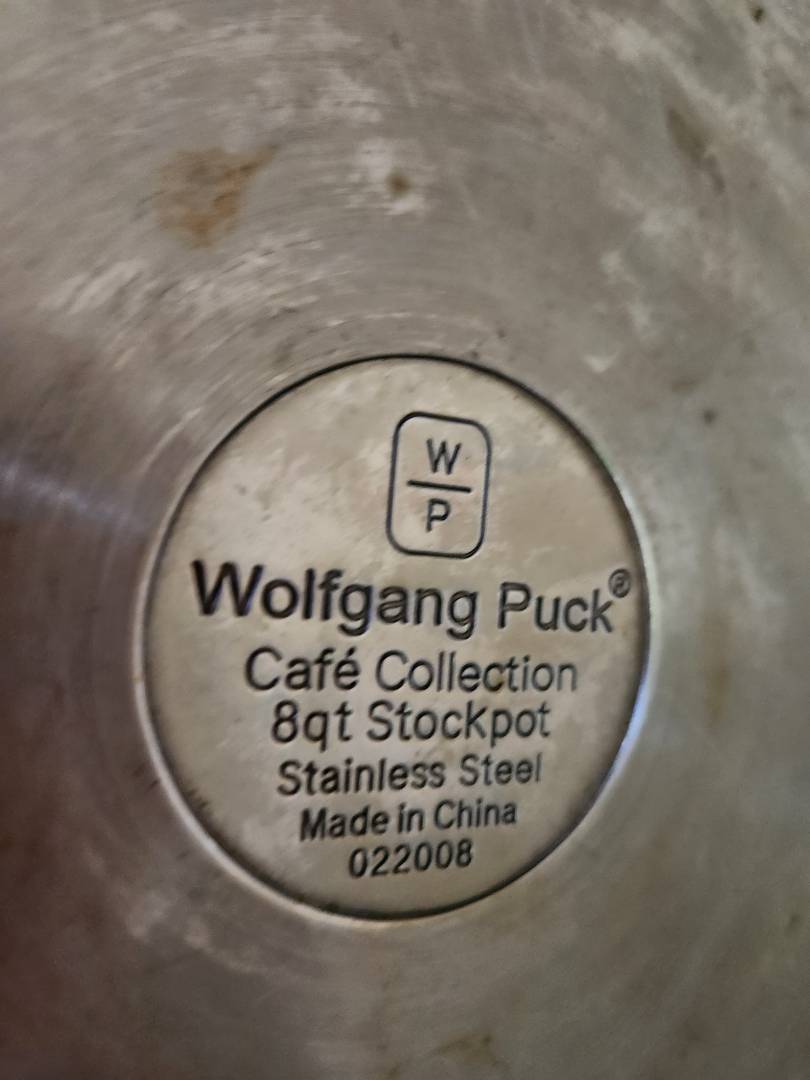 W
P
Wolfgang Puck®
Café Collection
8qt Stockpot
Stainless Steel
Made in China
022008